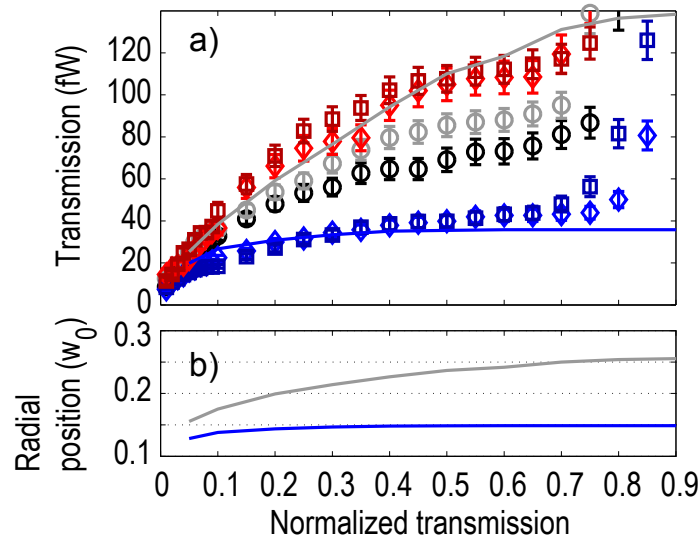 a)
Transmission (fW)
120
100
80
60
40
20
0
b)
Radial
position (w₀)
0.3
0.2
0.1
0 0.1 0.2 0.3 0.4 0.5 0.6 0.7 0.8 0.9
Normalized transmission